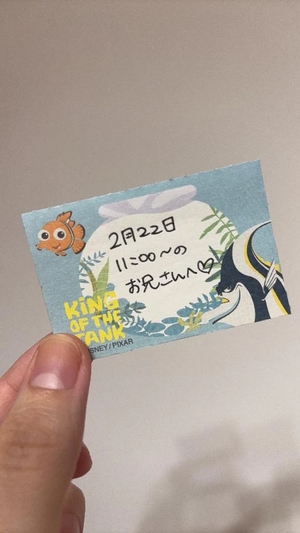 2月22日
11:00〜の
お兄さんへ♡
KING
OF THE
TANK
DISNEY/PIXAR